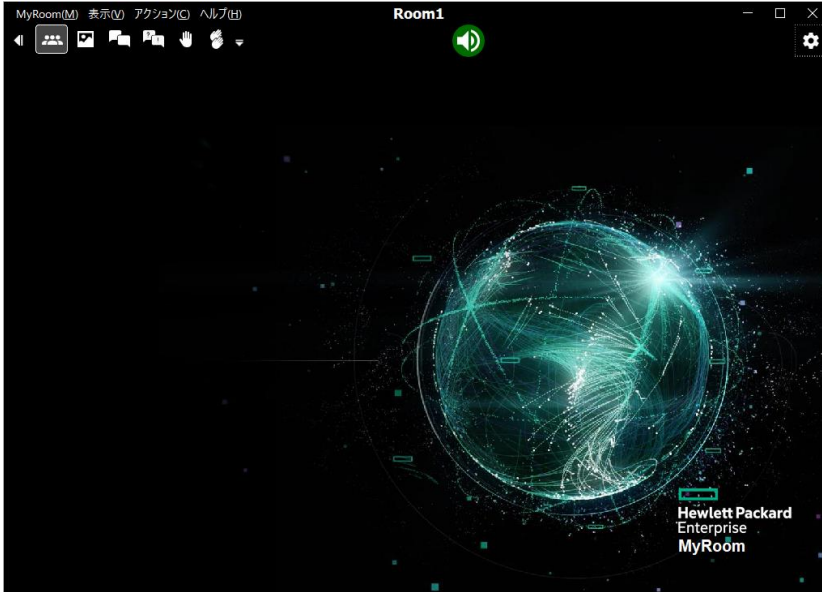 MyRoom(M) 表示(V) アクション(C) ヘルプ(H)
Room1
Hewlett Packard
Enterprise
MyRoom